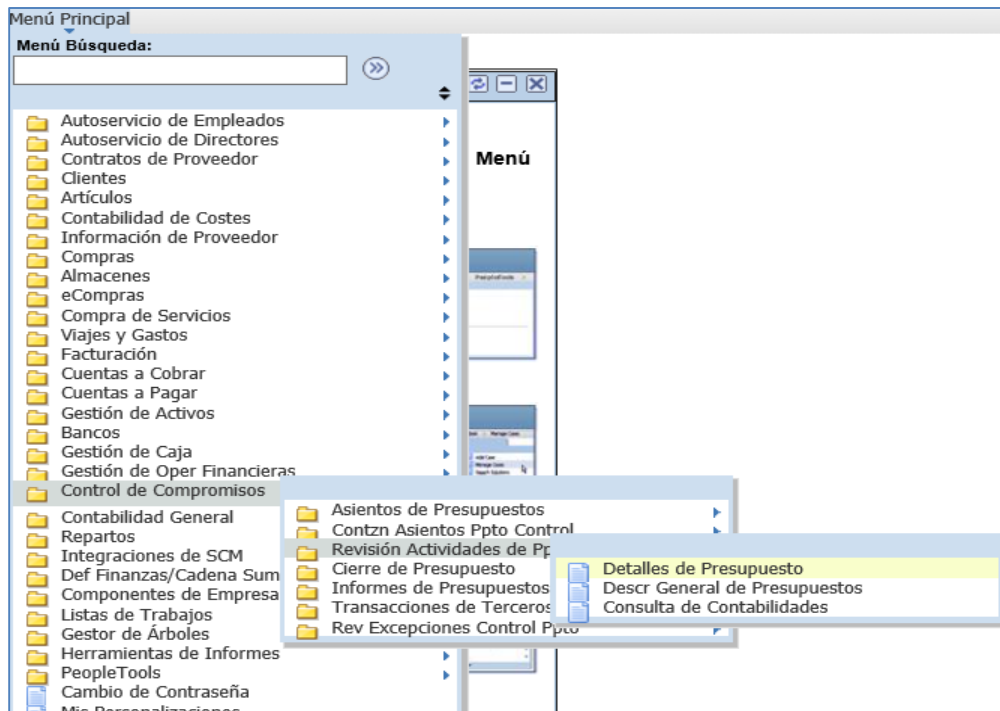 Menú Principal
Menú Búsqueda:
Menú
Autoservicio de Empleados
Autoservicio de Directores
Contratos de Proveedor
Clientes
Artículos
Contabilidad de Costes
Información de Proveedor
Compras
Almacenes
eCompras
Compra de Servicios
Viajes y Gastos
Facturación
Cuentas a Cobrar
Cuentas a Pagar
Gestión de Activos
Bancos
Gestión de Caja
Gestión de Oper Financieras
Control de Compromisos
Contabilidad General
Repartos
Integraciones de SCM
Def Finanzas/Cadena Sum
Componentes de Empresa
Listas de Trabajos
Gestor de Árboles
Herramientas de Informes
PeopleTools
Cambio de Contraseña
Mis Personalizaciones
Asientos de Presupuestos
Contzn Asientos Ppto Control
Revisión Actividades de Pp
Cierre de Presupuesto
Informes de Presupuestos
Transacciones de Terceros
Rev Excepciones Control Ppto
Detalles de Presupuesto
Descr General de Presupuestos
Consulta de Contabilidades